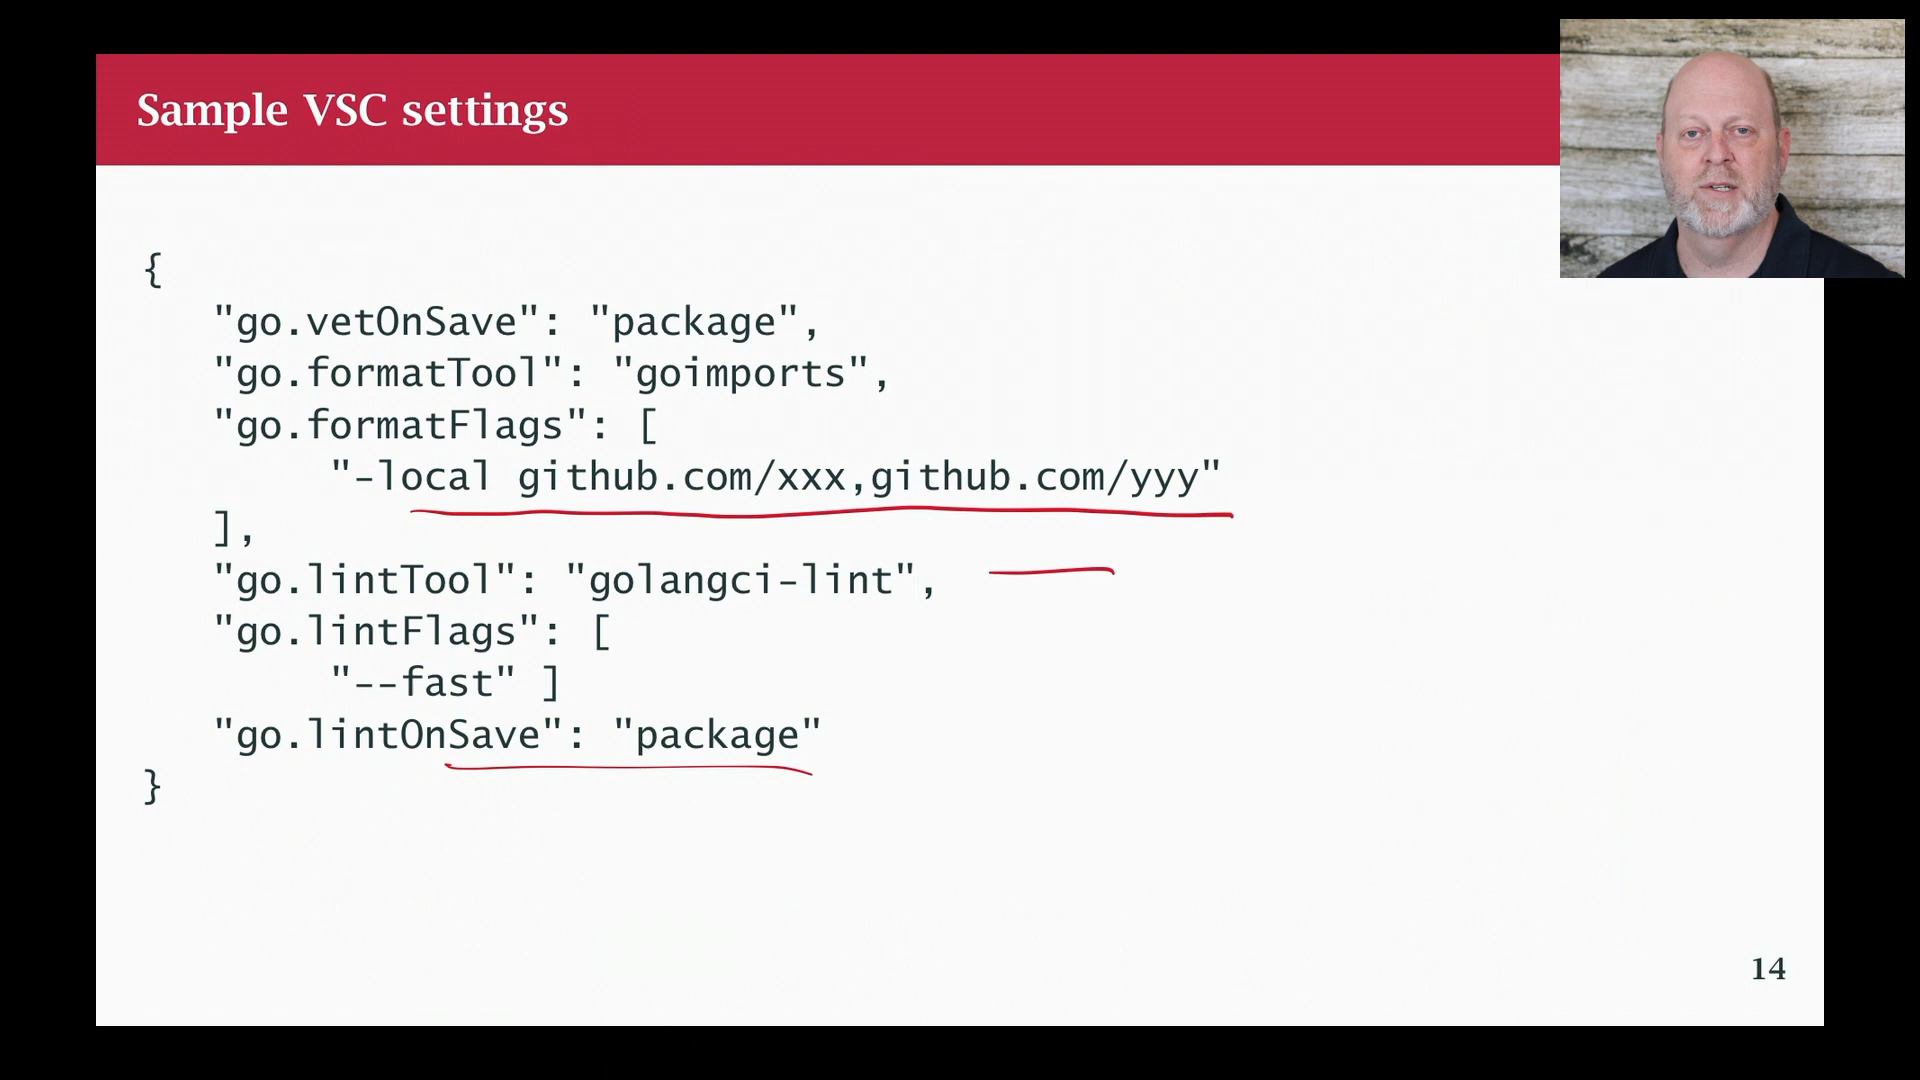 Sample VSC settings
{
"go.vetOnSave": "package",
"go.formatTool": "goimports",
"go.formatFlags": [
"-local github.com/xxx,github.com/yyy"
],
"go.lintTool": "golangci-lint",
"go.lintFlags": [
"--fast" ]
"go.lintOnSave": "package"
}
14